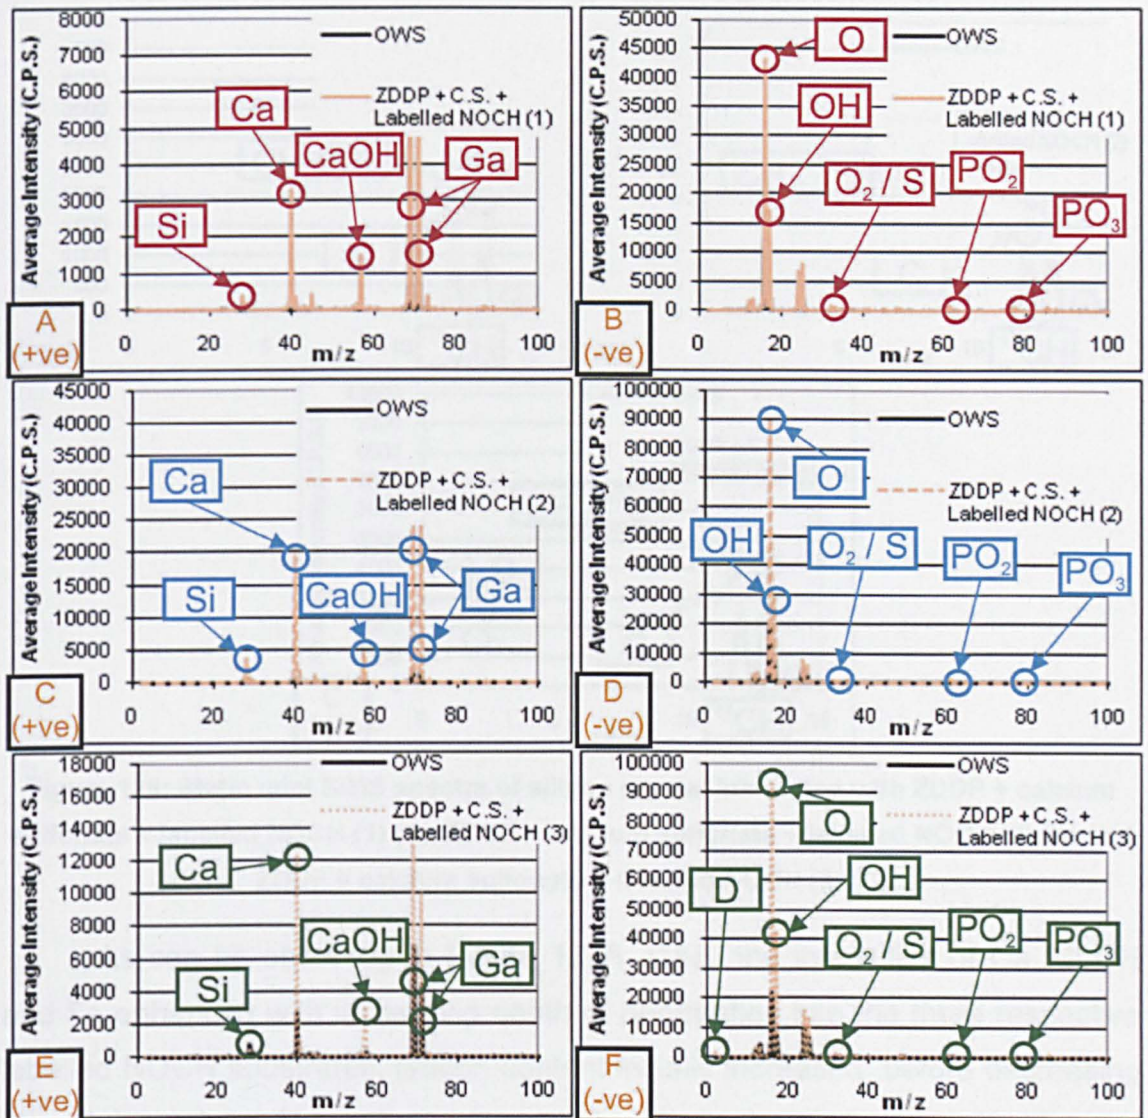 8000
7000
6000
5000
4000
3000
2000
1000
0
Average Intensity (C.P.S.)
OWS
ZDDP + C.S. +
Labelled NOCH (1)
Ca
CaOH
Ga
Si
0 20 40 60 80 100
m/z
A
(+ve)
50000
45000
40000
35000
30000
25000
20000
15000
10000
5000
0
Average Intensity (C.P.S.)
OWS
ZDDP + C.S. +
Labelled NOCH (1)
O
OH
O₂ / S
PO₂
PO₃
0 20 40 60 80 100
m/z
B
(-ve)
45000
40000
35000
30000
25000
20000
15000
10000
5000
0
Average Intensity (C.P.S.)
OWS
ZDDP + C.S. +
Labelled NOCH (2)
Ca
Si
CaOH
Ga
0 20 40 60 80 100
m/z
C
(+ve)
100000
90000
80000
70000
60000
50000
40000
30000
20000
10000
0
Average Intensity (C.P.S.)
OWS
ZDDP + C.S. +
Labelled NOCH (2)
O
OH
O₂ / S
PO₂
PO₃
0 20 40 60 80 100
m/z
D
(-ve)
18000
16000
14000
12000
10000
8000
6000
4000
2000
0
Average Intensity (C.P.S.)
OWS
ZDDP + C.S. +
Labelled NOCH (3)
Ca
CaOH
Si
Ga
0 20 40 60 80 100
m/z
E
(+ve)
100000
90000
80000
70000
60000
50000
40000
30000
20000
10000
0
Average Intensity (C.P.S.)
OWS
ZDDP + C.S. +
Labelled NOCH (3)
O
OH
D
O₂ / S
PO₂
PO₃
0 20 40 60 80 100
m/z
F
(-ve)